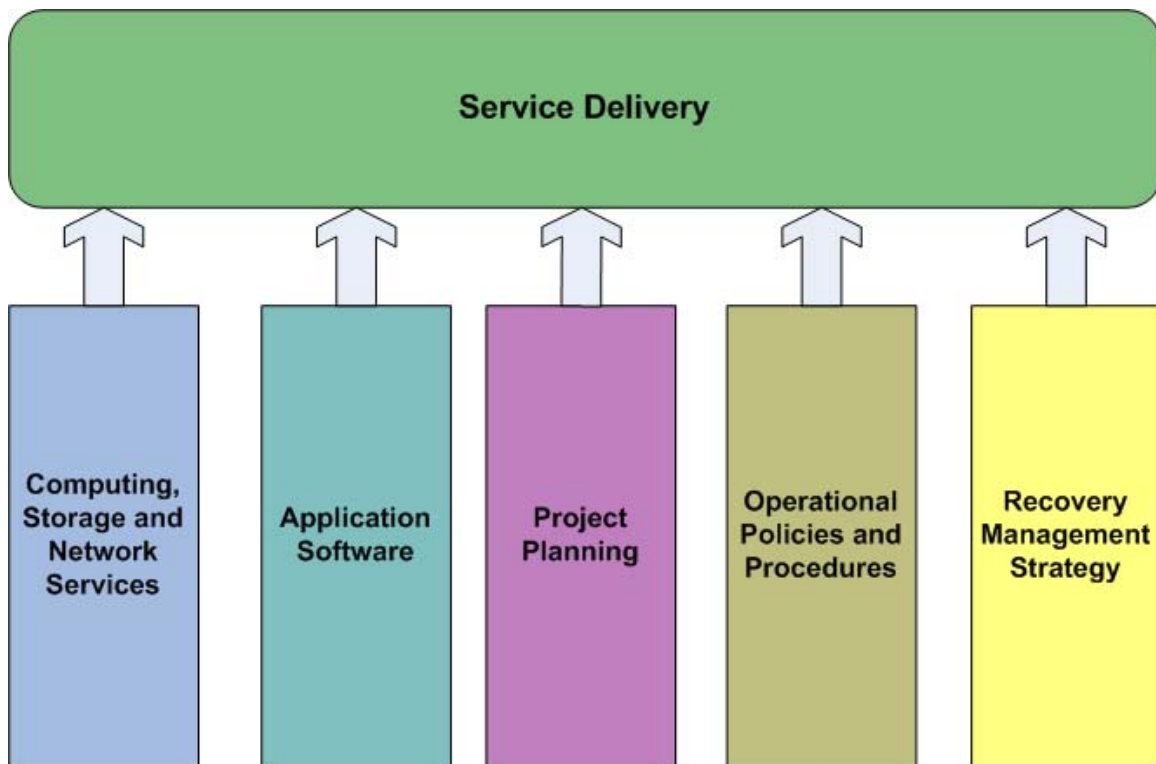 Service Delivery
Computing,
Storage and
Network
Services
Application
Software
Project
Planning
Operational
Policies and
Procedures
Recovery
Management
Strategy